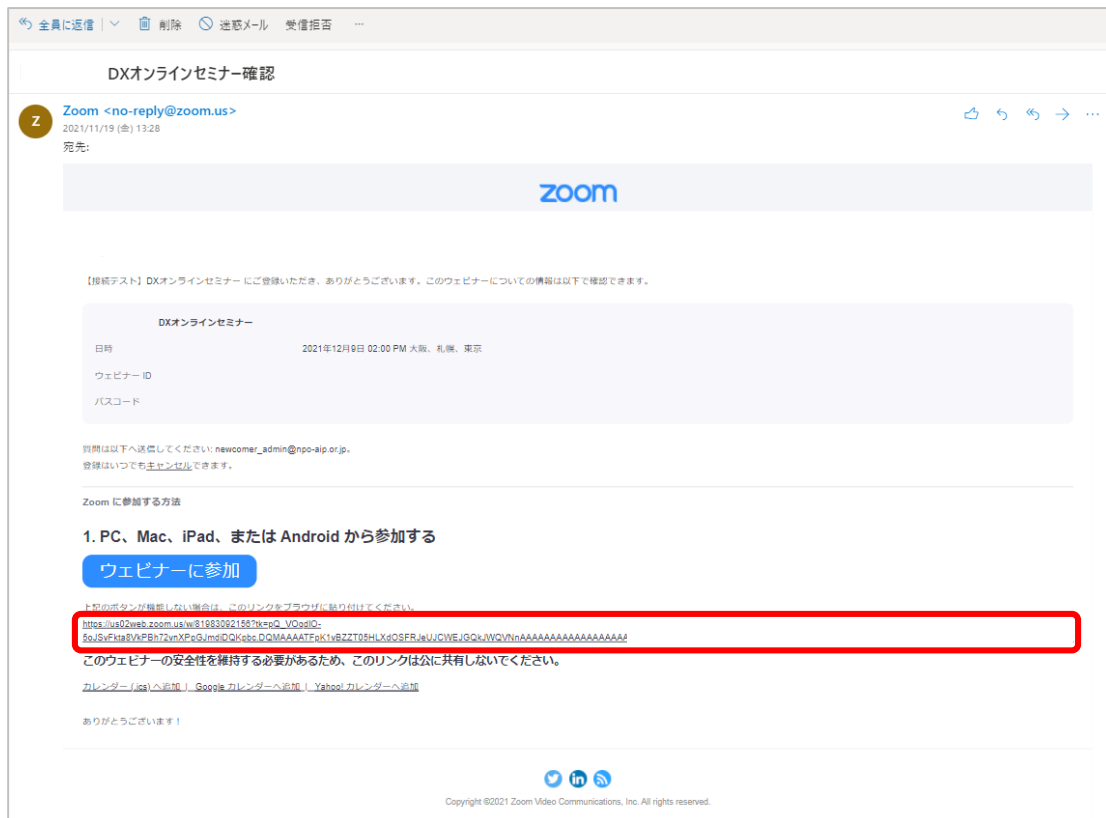 全員に返信 | 削除 迷惑メール 受信拒否 …
DXオンラインセミナー確認
Z
Zoom <no-reply@zoom.us>
2021/11/19 (金) 13:28
宛先:
zoom
【接続テスト】DXオンラインセミナー にご登録いただき、ありがとうございます。このウェビナーについての情報は以下で確認できます。
DXオンラインセミナー
日時 2021年12月9日 02:00 PM 大阪、札幌、東京
ウェビナー ID
パスコード
質問は以下へ送信してください: newcomer_admin@npo-aip.or.jp。
登録はいつでもキャンセルできます。
Zoom に参加する方法
1. PC、Mac、iPad、または Android から参加する
ウェビナーに参加
上記のボタンが機能しない場合は、このリンクをブラウザに貼り付けてください。
https://us02web.zoom.us/w/81983092156?tk=pQ_VOqdIO-
このウェビナーの安全性を維持する必要があるため、このリンクは公に共有しないでください。
カレンダー (.ics) へ追加 | Google カレンダーへ追加 | Yahoo! カレンダーへ追加
ありがとうございます！
in
Copyright ©2021 Zoom Video Communications, Inc. All rights reserved.